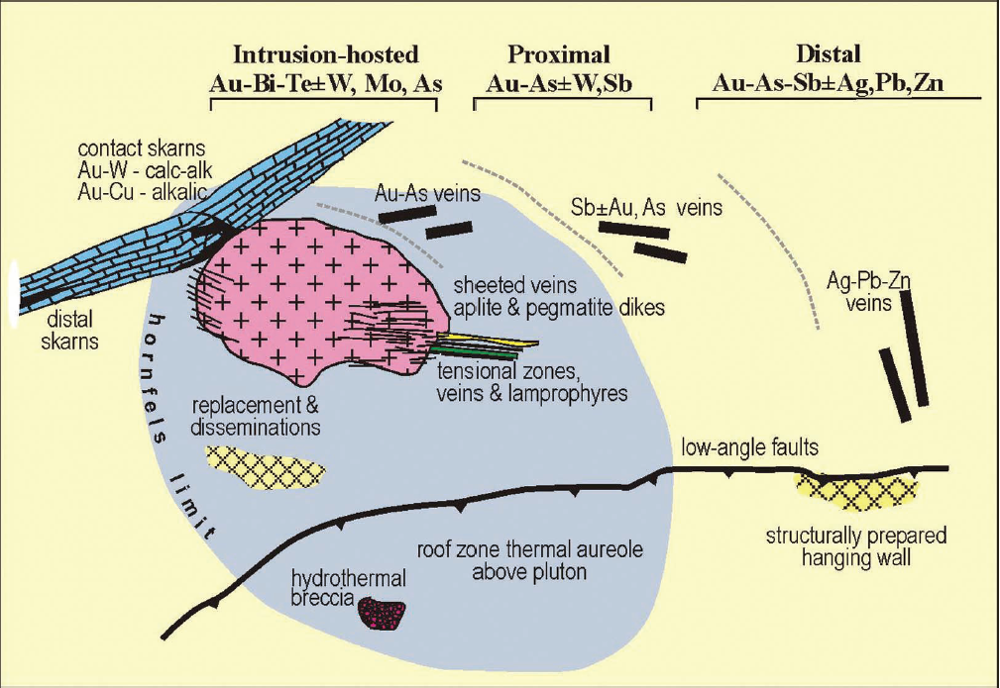 Intrusion-hosted
Au-Bi-Te±W, Mo, As
Proximal
Au-As±W,Sb
Distal
Au-As-Sb±Ag,Pb,Zn
contact skarns
Au-W - calc-alk
Au-Cu - alkalic
Au-As veins
Sb±Au, As veins
Ag-Pb-Zn
veins
sheeted veins
aplite & pegmatite dikes
distal
skarns
tensional zones,
veins & lamprophyres
hornfels limit
replacement &
disseminations
low-angle faults
structurally prepared
hanging wall
roof zone thermal aureole
above pluton
hydrothermal
breccia